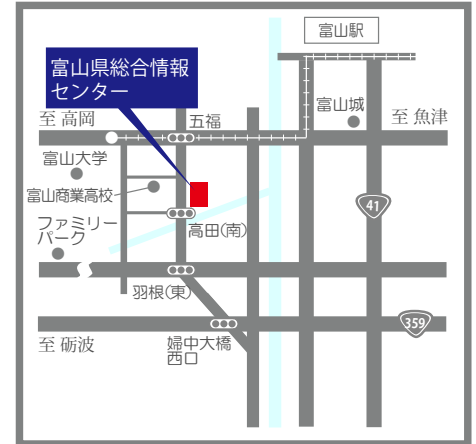 富山駅
富山県総合情報
センター
富山城
至 高岡
五福
至 魚津
富山大学
富山商業高校
41
ファミリー
パーク
高田(南)
羽根(東)
359
至 砺波
婦中大橋
西口